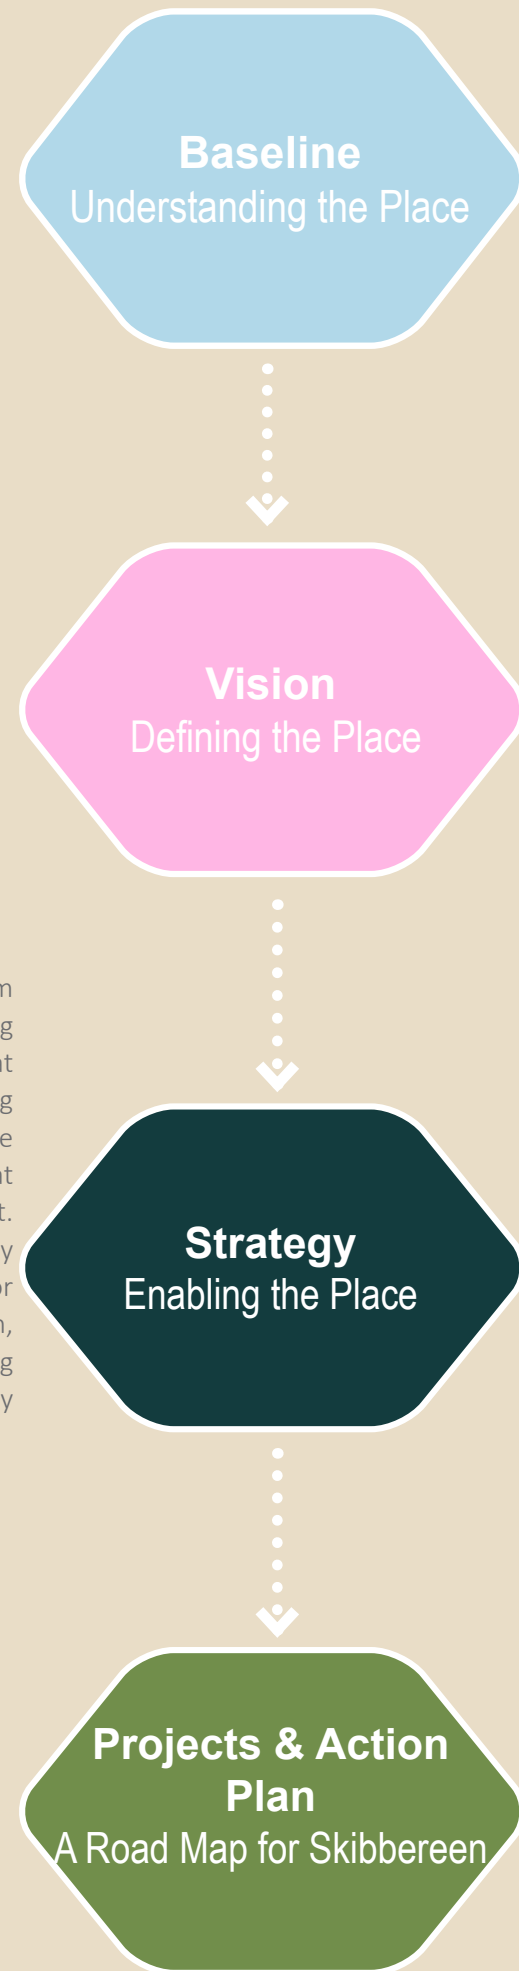 Baseline
Understanding the Place
Vision
Defining the Place
Strategy
Enabling the Place
Projects & Action
Plan
A Road Map for Skibbereen